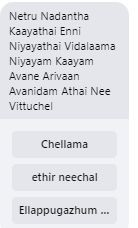 Netru Nadantha
Kaayathai Enni
Niyayathai Vidalaama
Niyayam Kaayam
Avane Arivaan
Avanidam Athai Nee
Vittuchel
Chellama
ethir neechal
Ellappugazhum ...